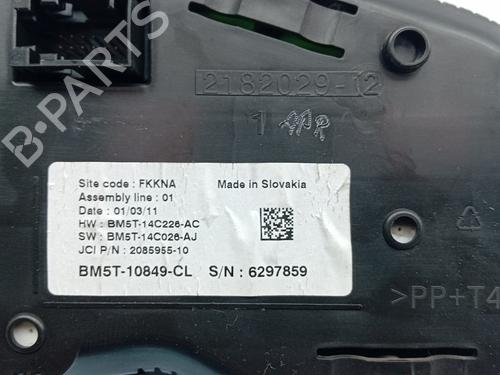 B-PARTS
2182029-12
1
Site code : FKKNA
Made in Slovakia
Assembly line : 01
Date : 01/03/11
HW : BM5T-14C226-AC
SW : BM5T-14C026-AJ
JCI P/N : 2085955-10
BM5T-10849-CL S/N : 6297859
>PP+T4
B-PARTS